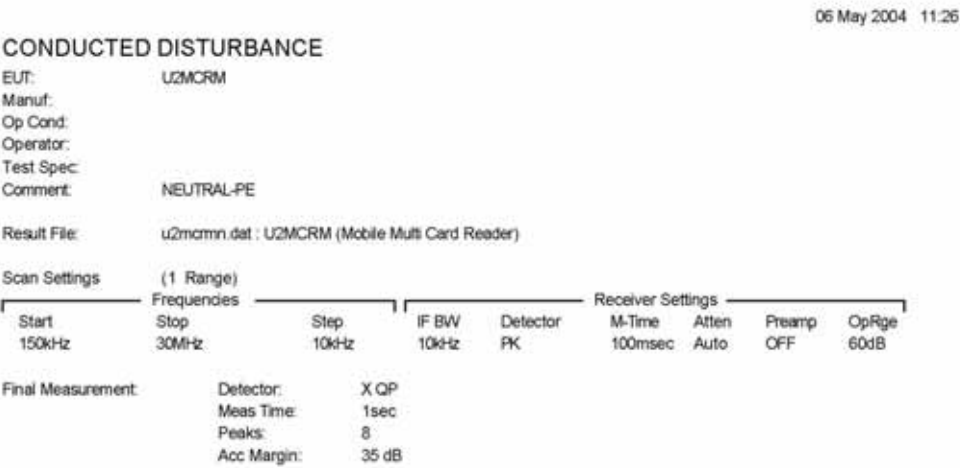 06 May 2004 11:26
CONDUCTED DISTURBANCE
EUT: U2MCRM
Manuf:
Op Cond:
Operator:
Test Spec:
Comment: NEUTRAL-PE
Result File: u2mcrmn.dat : U2MCRM (Mobile Multi Card Reader)
Scan Settings (1 Range)
Frequencies Receiver Settings
Start Stop Step IF BW Detector M-Time Atten Preamp OpRge
150kHz 30MHz 10kHz 10kHz PK 100msec Auto OFF 60dB
Final Measurement: Detector: X QP
Meas Time: 1sec
Peaks: 8
Acc Margin: 35 dB